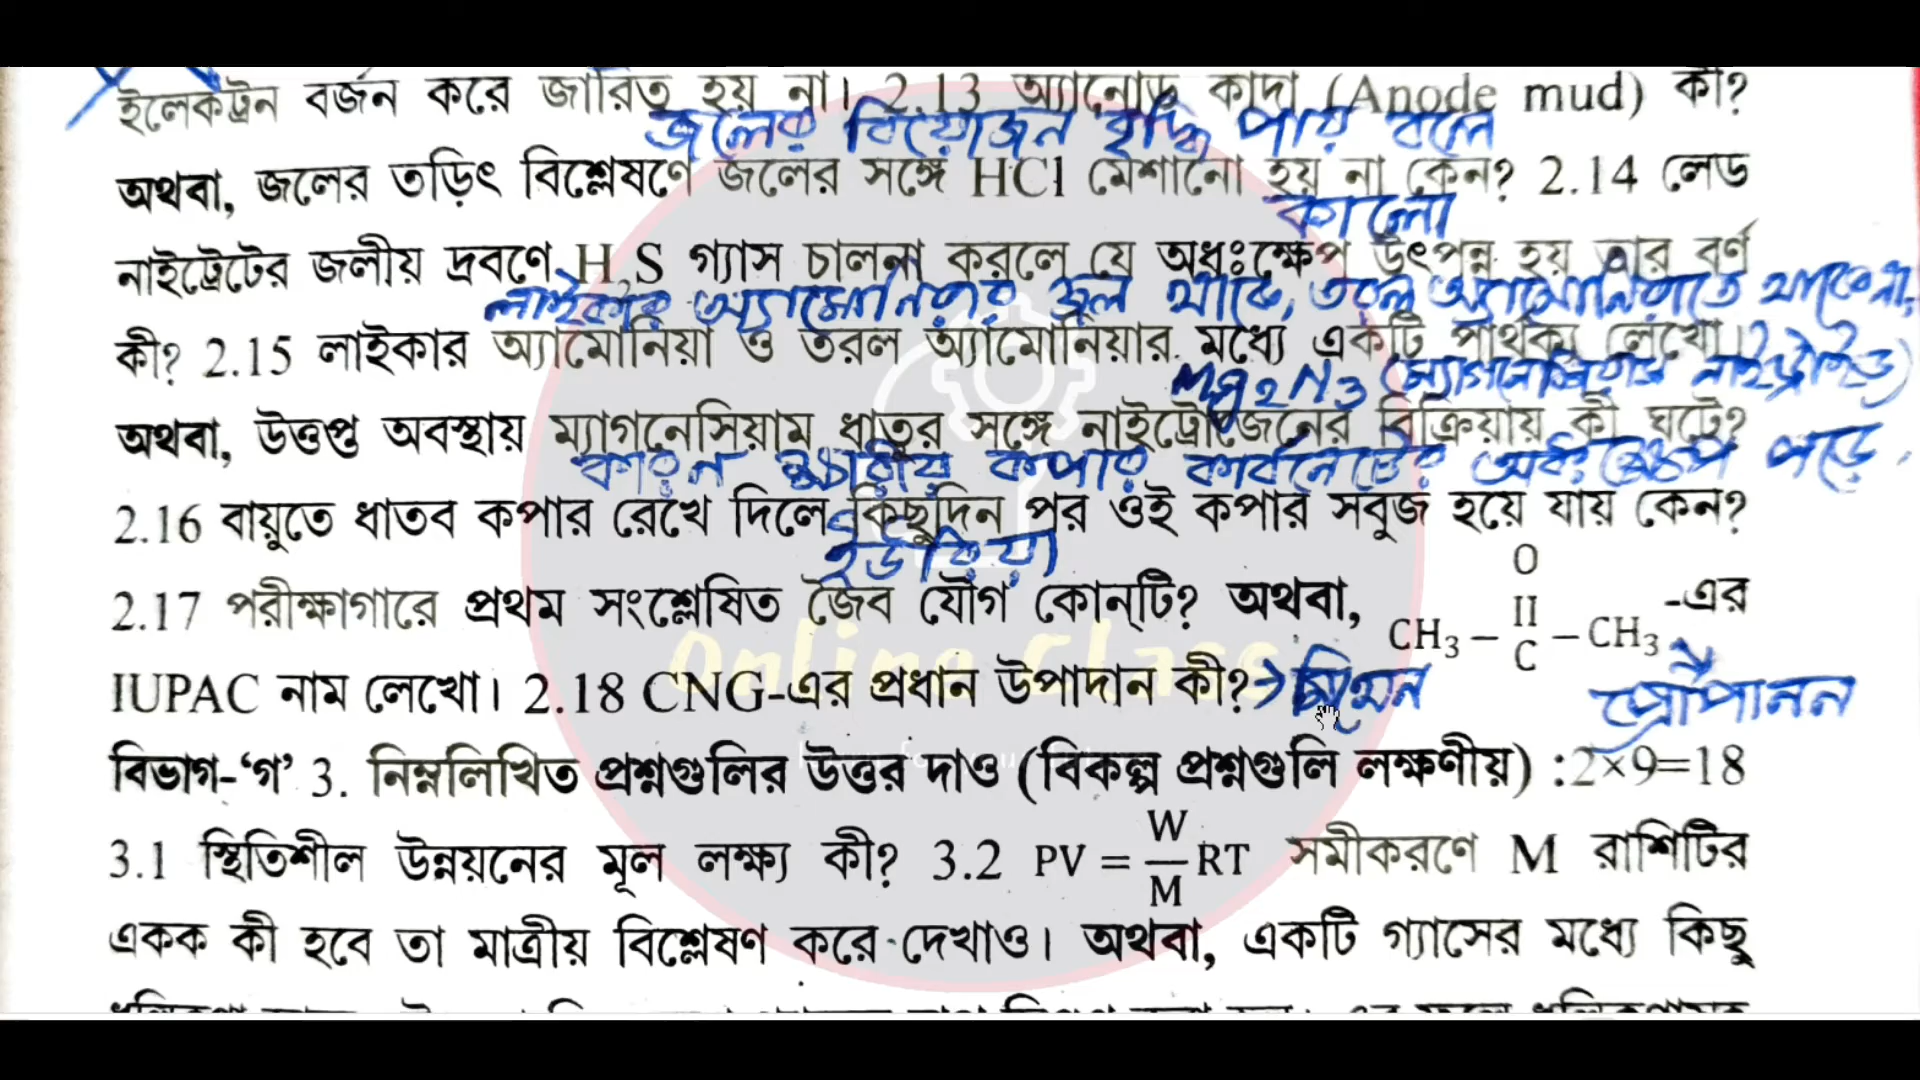 ইলেকট্রন বর্জন করে জারিত হয় না। 2.13 অ্যানোড কাদা (Anode mud) কী?
জলের বিয়োজন বৃদ্ধি পায় বলে
অথবা, জলের তড়িৎ বিশ্লেষণে জলের সঙ্গে HCl মেশানো হয় না কেন? 2.14 লেড
কালো
নাইট্রেটের জলীয় দ্রবণে H₂S গ্যাস চালনা করলে যে অধঃক্ষেপ উৎপন্ন হয় তার বর্ণ
লাইকার অ্যামোনিয়ায় জল থাকে, তরল অ্যামোনিয়াতে থাকে না।
কী? 2.15 লাইকার অ্যামোনিয়া ও তরল অ্যামোনিয়ার মধ্যে একটি পার্থক্য লেখো।
Mg₂N₃ (ম্যাগনেসিয়াম নাইট্রাইড)
অথবা, উত্তপ্ত অবস্থায় ম্যাগনেসিয়াম ধাতুর সঙ্গে নাইট্রোজেনের বিক্রিয়ায় কী ঘটে?
কারন ক্ষারীয় কপার কার্বনেটের অধঃক্ষেপ পড়ে
2.16 বায়ুতে ধাতব কপার রেখে দিলে কিছুদিন পর ওই কপার সবুজ হয়ে যায় কেন?
ইউরিয়া
O
2.17 পরীক্ষাগারে প্রথম সংশ্লেষিত জৈব যৌগ কোন্‌টি? অথবা, CH₃ – C – CH₃ -এর
Online Class
IUPAC নাম লেখো। 2.18 CNG-এর প্রধান উপাদান কী? → মিথেন
প্রোপানন
বিভাগ-‘গ’ 3. নিম্নলিখিত প্রশ্নগুলির উত্তর দাও (বিকল্প প্রশ্নগুলি লক্ষণীয়) :2×9=18
3.1 স্থিতিশীল উন্নয়নের মূল লক্ষ্য কী? 3.2 PV = W/M RT সমীকরণে M রাশিটির
একক কী হবে তা মাত্রীয় বিশ্লেষণ করে দেখাও। অথবা, একটি গ্যাসের মধ্যে কিছু